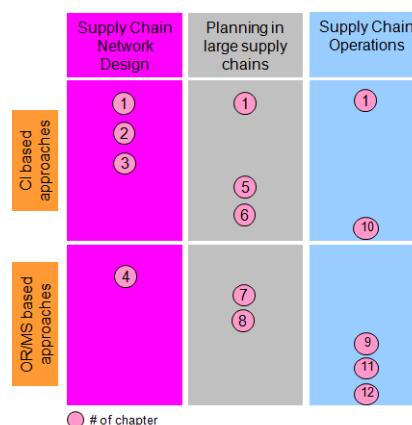 Supply Chain
Network
Design
Planning in
large supply
chains
Supply Chain
Operations
CI based
approaches
1
2
3
1
5
6
1
10
OR/MS based
approaches
4
7
8
9
11
12
# of chapter